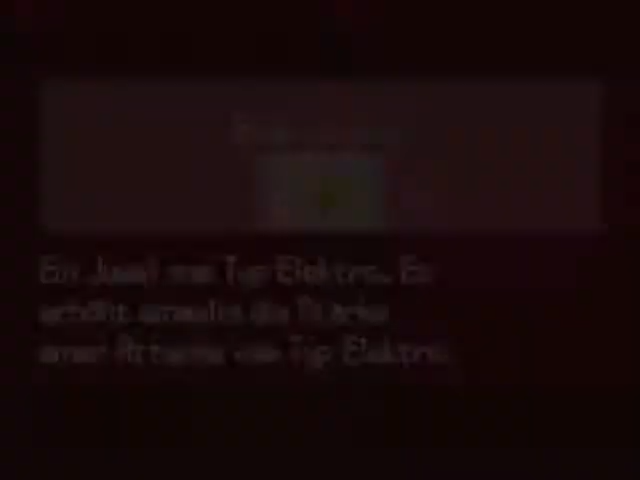 Ein Juwel vom Typ Elektro. Es
erhöht einmalig die Stärke
einer Attacke vom Typ Elektro.